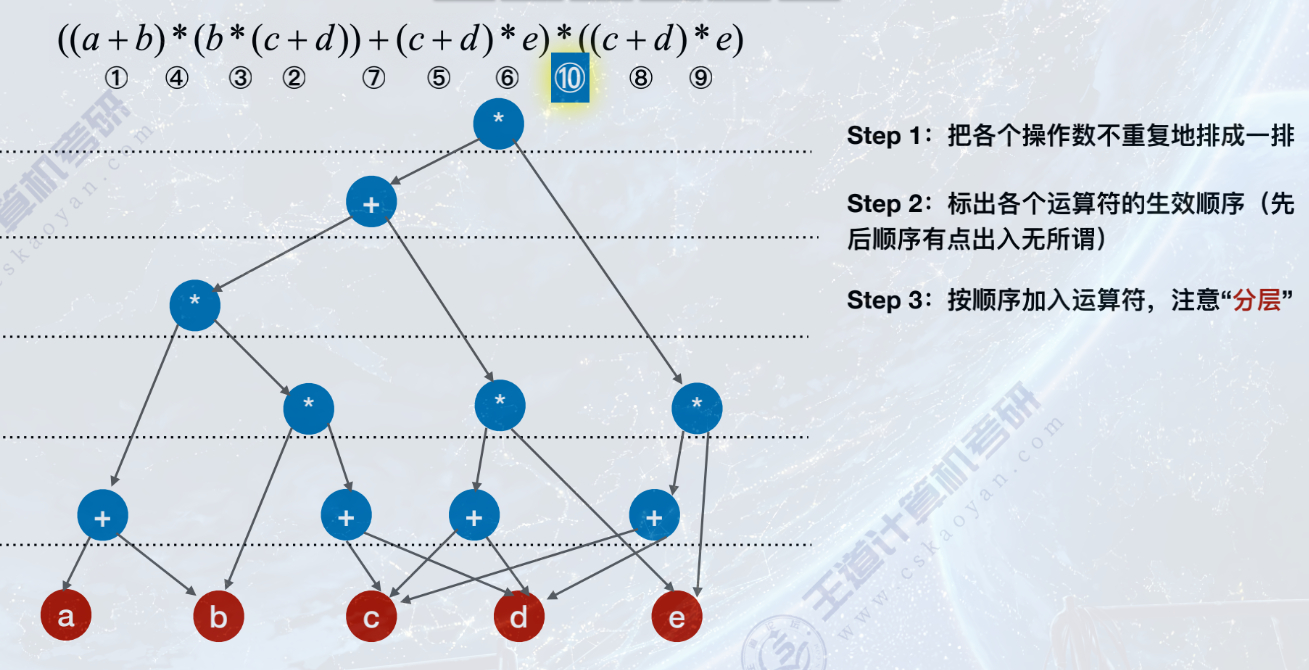 ((a+b)*(b*(c+d))+(c+d)*e)*((c+d)*e)
① ④ ③ ② ⑦ ⑤ ⑥ ⑩ ⑧ ⑨
Step 1：把各个操作数不重复地排成一排
Step 2：标出各个运算符的生效顺序（先
后顺序有点出入无所谓）
Step 3：按顺序加入运算符，注意“分层”
*
+
*
* * *
+ + + +
a b c d e
王道计算机考研
www.cskaoyan.com
算机考研
cskaoyan.com